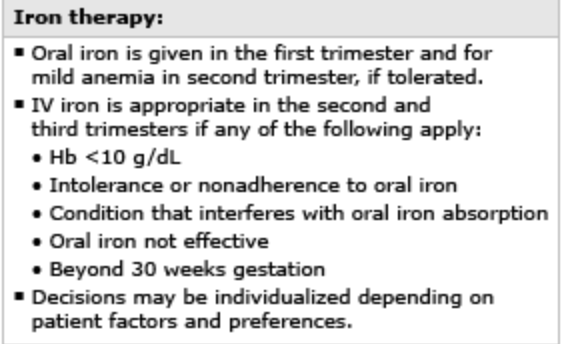 Iron therapy:
▪ Oral iron is given in the first trimester and for
mild anemia in second trimester, if tolerated.
▪ IV iron is appropriate in the second and
third trimesters if any of the following apply:
• Hb <10 g/dL
• Intolerance or nonadherence to oral iron
• Condition that interferes with oral iron absorption
• Oral iron not effective
• Beyond 30 weeks gestation
▪ Decisions may be individualized depending on
patient factors and preferences.